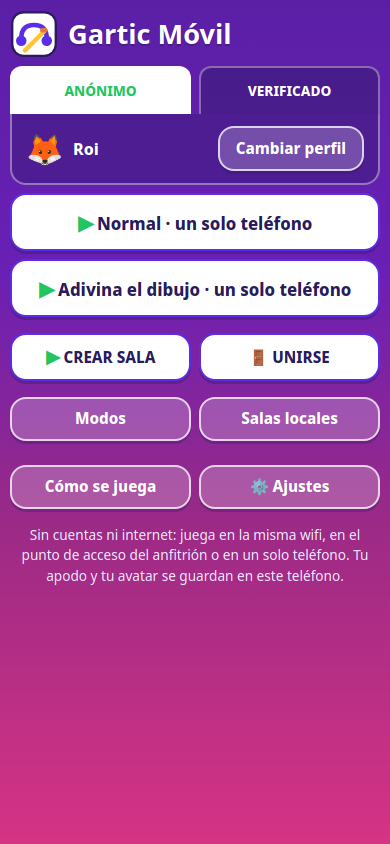 Gartic Móvil
ANÓNIMO
VERIFICADO
Roi
Cambiar perfil
Normal · un solo teléfono
Adivina el dibujo · un solo teléfono
CREAR SALA
UNIRSE
Modos
Salas locales
Cómo se juega
Ajustes
Sin cuentas ni internet: juega en la misma wifi, en el
punto de acceso del anfitrión o en un solo teléfono. Tu
apodo y tu avatar se guardan en este teléfono.